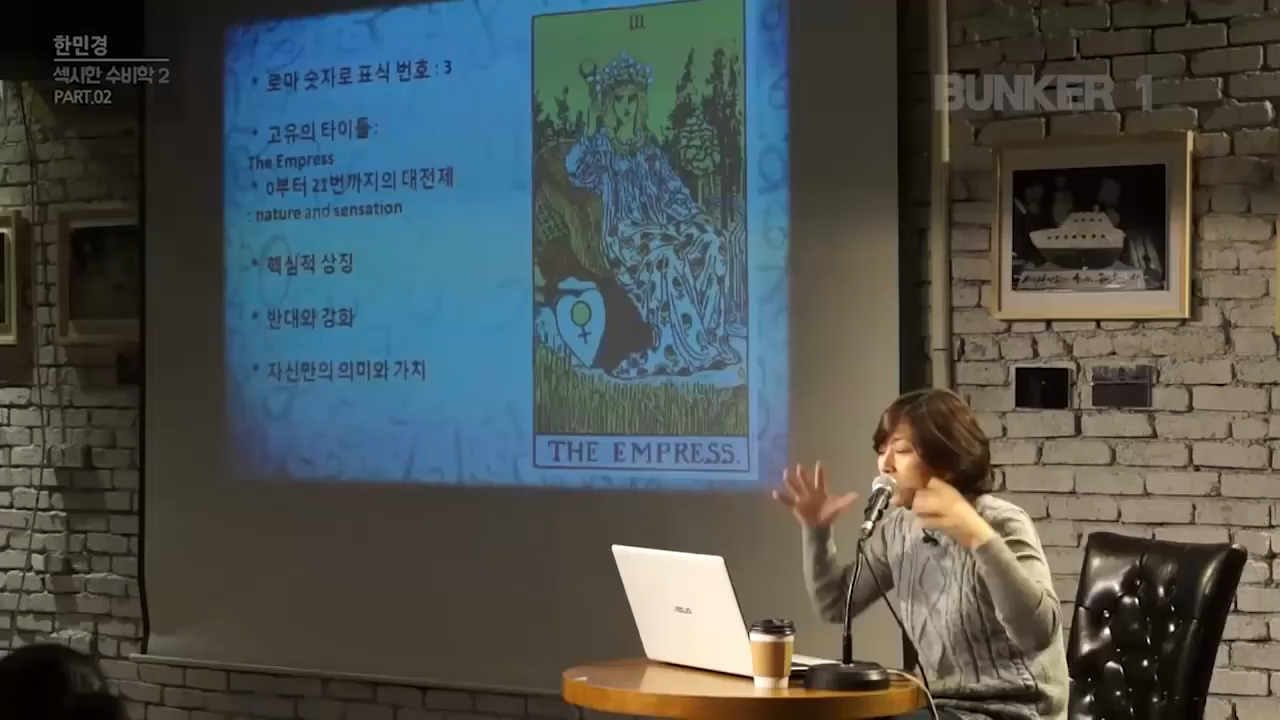 한민경
섹시한 수비학 2
PART.02
BUNKER 1
• 로마 숫자로 표식 번호 : 3
• 고유의 타이틀 :
The Empress
• 0부터 21번까지의 대전제
: nature and sensation
• 핵심적 상징
• 반대와 강화
• 자신만의 의미와 가치
III
THE EMPRESS.
ASUS